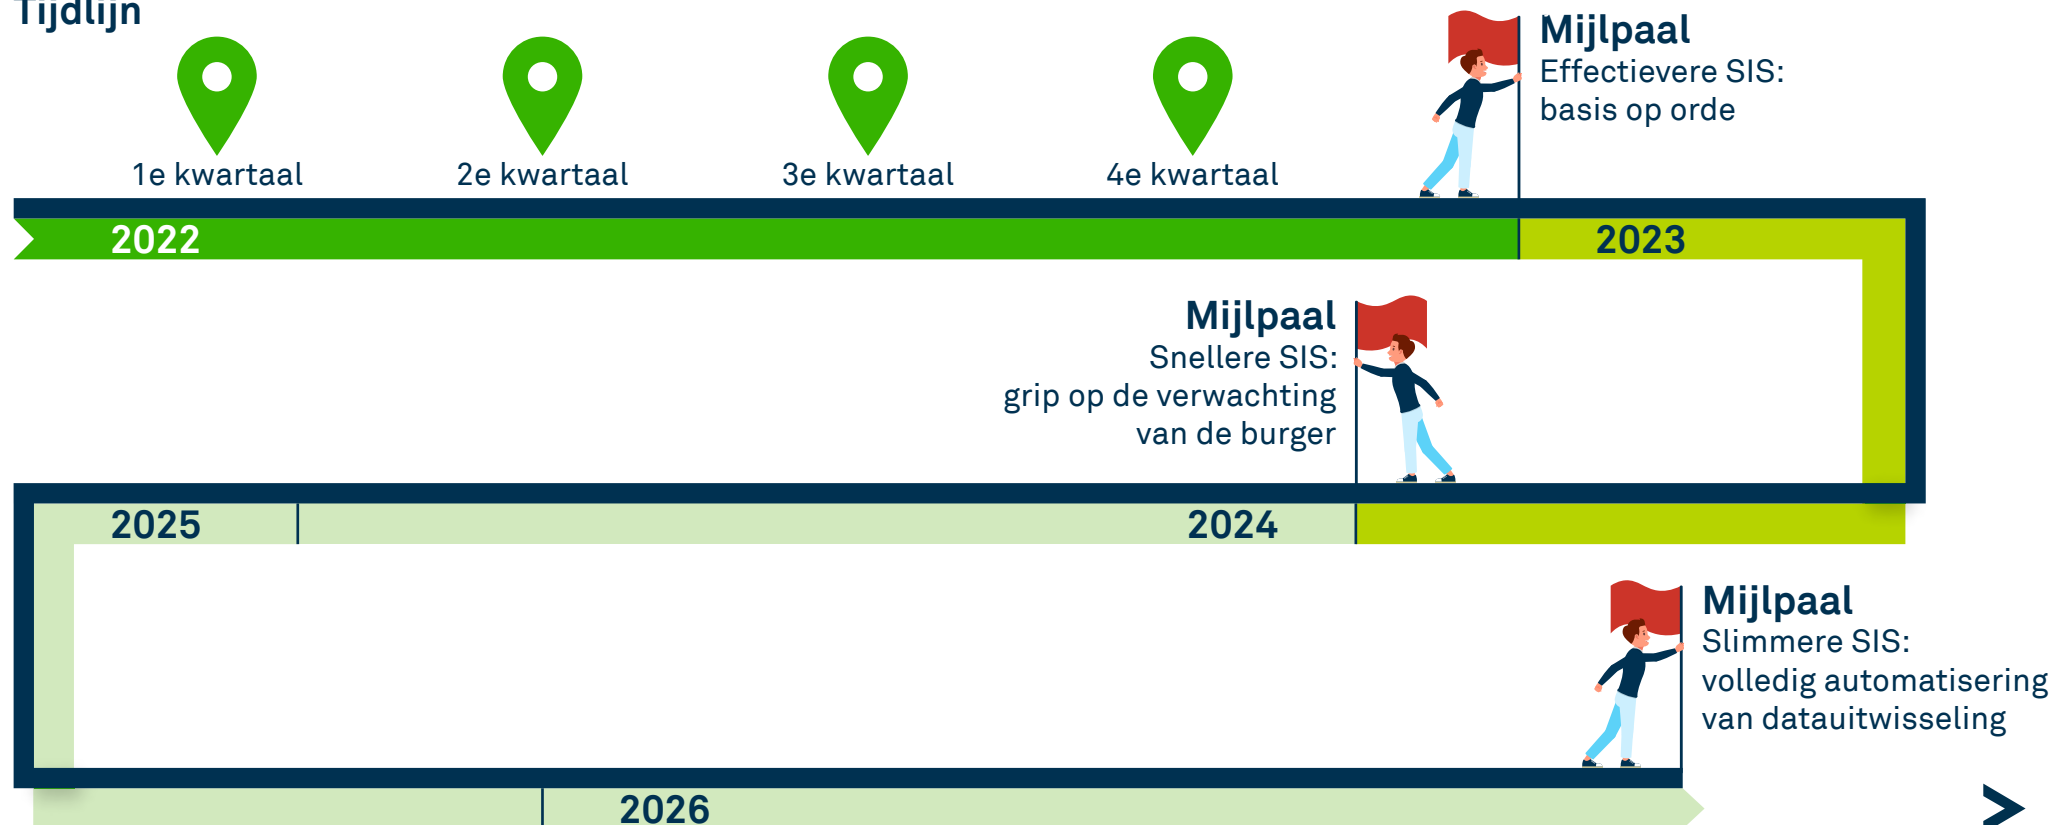 Tijdlijn
Mijlpaal
Effectievere SIS:
basis op orde
1e kwartaal
2e kwartaal
3e kwartaal
4e kwartaal
2022
2023
Mijlpaal
Snellere SIS:
grip op de verwachting
van de burger
2025
2024
Mijlpaal
Slimmere SIS:
volledig automatisering
van datauitwisseling
2026